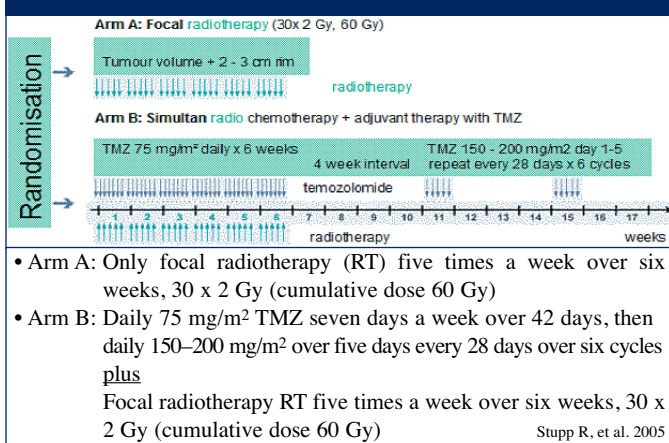 Arm A: Focal radiotherapy (30x 2 Gy, 60 Gy)
Randomisation
Tumour volume + 2 - 3 cm rim
radiotherapy
Arm B: Simultan radio chemotherapy + adjuvant therapy with TMZ
TMZ 75 mg/m² daily x 6 weeks
4 week interval
TMZ 150 - 200 mg/m2 day 1-5
repeat every 28 days x 6 cycles
temozolomide
1 2 3 4 5 6 7 8 9 10 11 12 13 14 15 16 17
radiotherapy weeks
• Arm A: Only focal radiotherapy (RT) five times a week over six
weeks, 30 x 2 Gy (cumulative dose 60 Gy)
• Arm B: Daily 75 mg/m² TMZ seven days a week over 42 days, then
daily 150–200 mg/m² over five days every 28 days over six cycles
plus
Focal radiotherapy RT five times a week over six weeks, 30 x
2 Gy (cumulative dose 60 Gy) Stupp R, et al. 2005